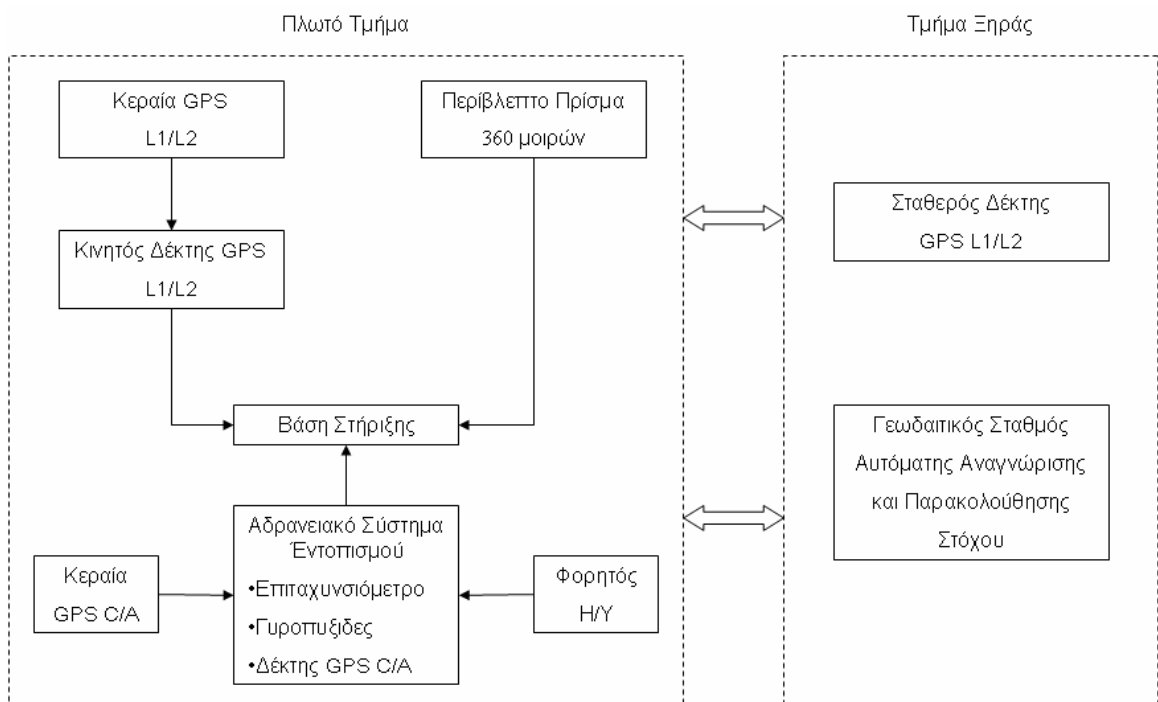 Πλωτό Τμήμα
Τμήμα Ξηράς
Κεραία GPS
L1/L2
Περίβλεπτο Πρίσμα
360 μοιρών
Σταθερός Δέκτης
GPS L1/L2
Κινητός Δέκτης GPS
L1/L2
Βάση Στήριξης
Γεωδαιτικός Σταθμός
Αυτόματης Αναγνώρισης
και Παρακολούθησης
Στόχου
Αδρανειακό Σύστημα
Έντοπισμού
•Επιταχυνσιόμετρο
•Γυροπυξιδες
•Δέκτης GPS C/A
Κεραία
GPS C/A
Φορητός
Η/Υ